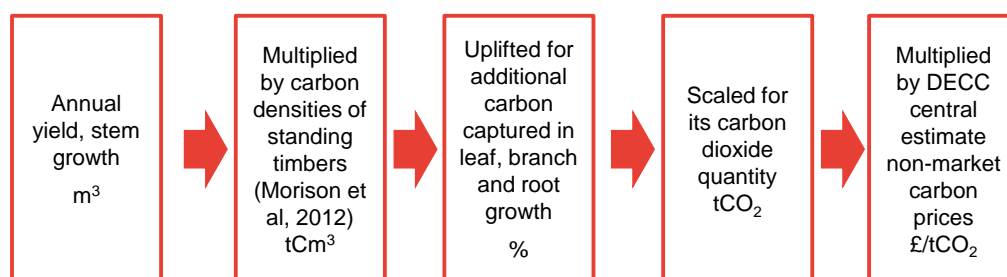 Annual
yield, stem
growth
m³
Multiplied
by carbon
densities of
standing
timbers
(Morison et
al, 2012)
tCm³
Uplifted for
additional
carbon
captured in
leaf, branch
and root
growth
%
Scaled for
its carbon
dioxide
quantity
tCO₂
Multiplied
by DECC
central
estimate
non-market
carbon
prices
£/tCO₂